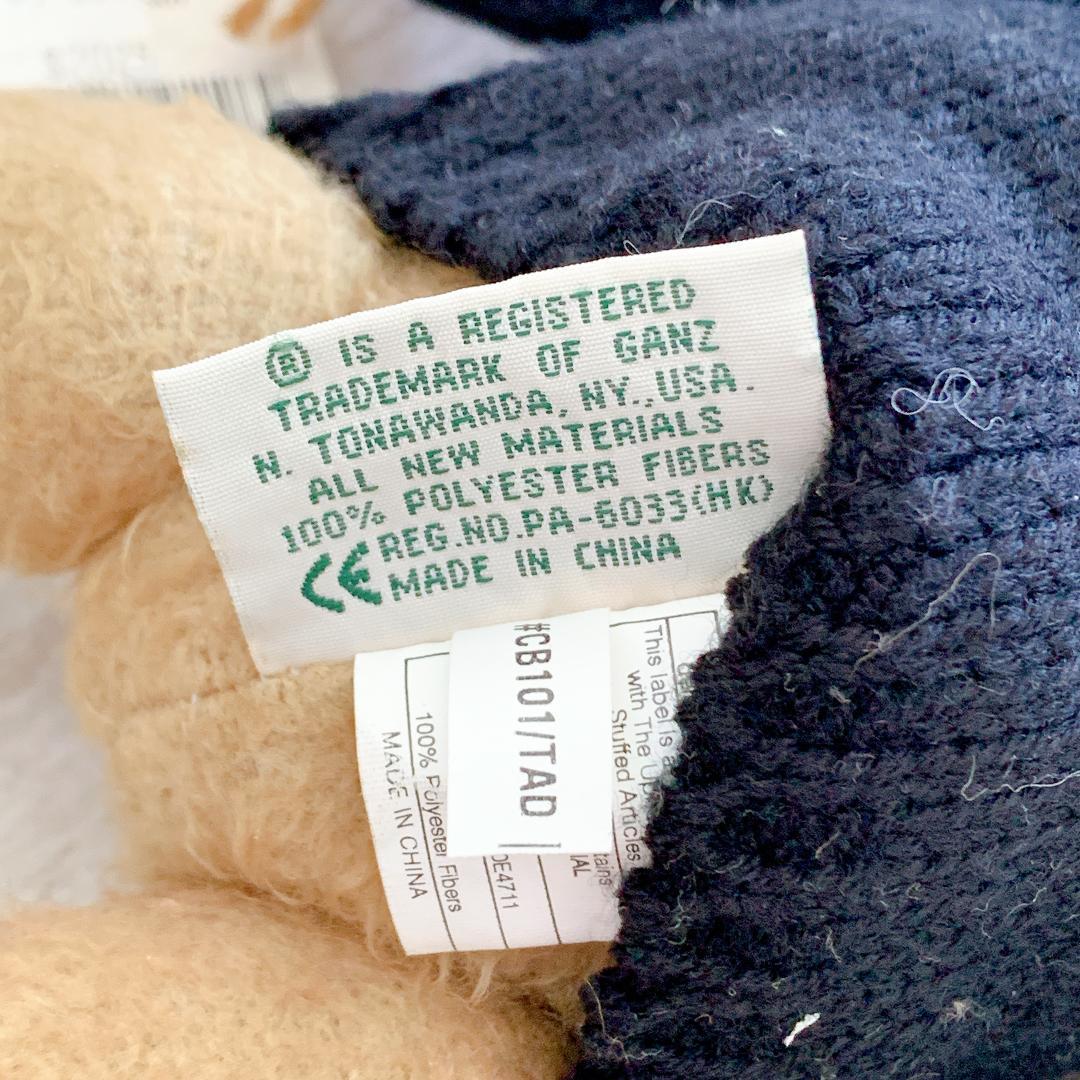 ® IS A REGISTERED
TRADEMARK OF GANZ
N. TONAWANDA, NY.,USA.
ALL NEW MATERIALS
100% POLYESTER FIBERS
REG.NO.PA-6033(HK)
CE MADE IN CHINA
#CB101/TAD
This label is
with The
Stuffed Articles
DE4711
100% Polyester Fibers
MADE IN CHINA